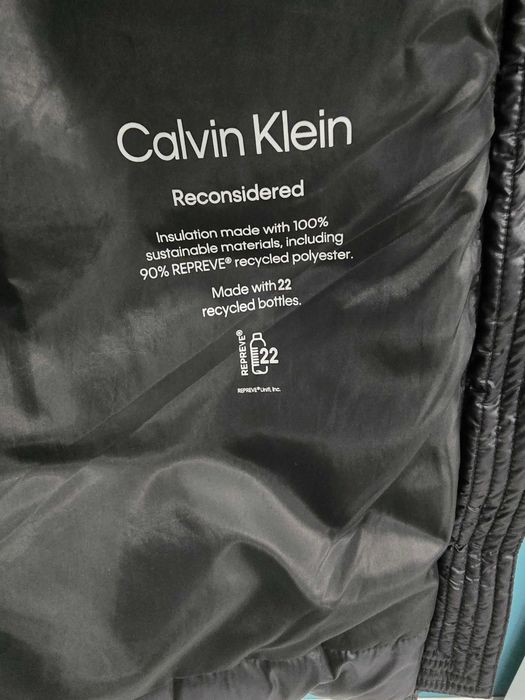 Calvin Klein
Reconsidered
Insulation made with 100%
sustainable materials, including
90% REPREVE® recycled polyester.
Made with 22
recycled bottles.
REPREVE®
22
REPREVE® Unifi, Inc.